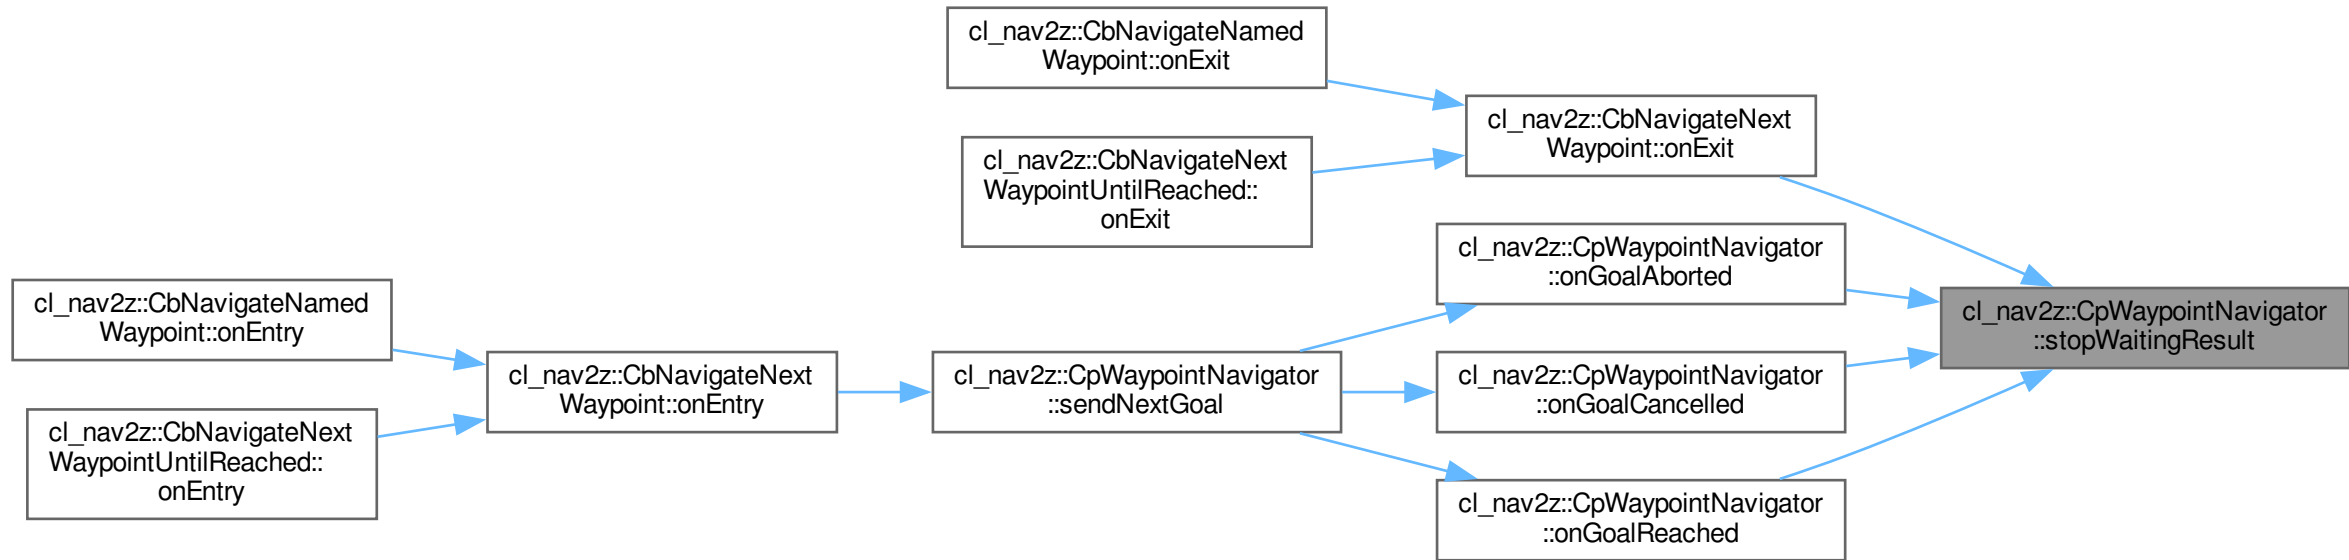 cl_nav2z::CbNavigateNamed
Waypoint::onExit
cl_nav2z::CbNavigateNext
Waypoint::onExit
cl_nav2z::CbNavigateNext
WaypointUntilReached::
onExit
cl_nav2z::CpWaypointNavigator
::onGoalAborted
cl_nav2z::CbNavigateNamed
Waypoint::onEntry
cl_nav2z::CpWaypointNavigator
::stopWaitingResult
cl_nav2z::CbNavigateNext
Waypoint::onEntry
cl_nav2z::CpWaypointNavigator
::sendNextGoal
cl_nav2z::CpWaypointNavigator
::onGoalCancelled
cl_nav2z::CbNavigateNext
WaypointUntilReached::
onEntry
cl_nav2z::CpWaypointNavigator
::onGoalReached